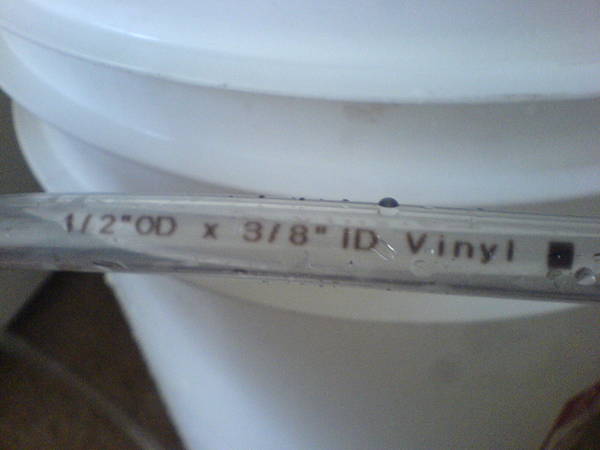 1/2"OD x 3/8" ID Vinyl